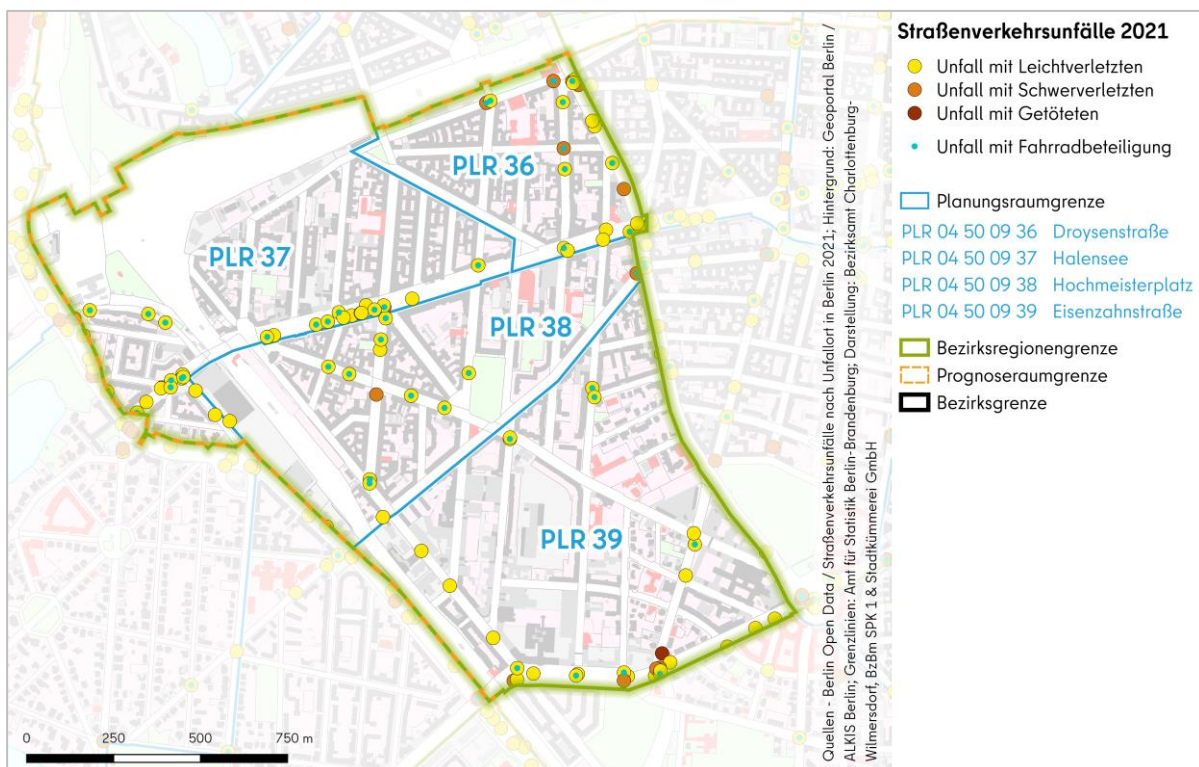 Straßenverkehrsunfälle 2021
Unfall mit Leichtverletzten
Unfall mit Schwerverletzten
Unfall mit Getöteten
Unfall mit Fahrradbeteiligung
Planungsraumgrenze
PLR 04 50 09 36 Droysenstraße
PLR 04 50 09 37 Halensee
PLR 04 50 09 38 Hochmeisterplatz
PLR 04 50 09 39 Eisenzahnstraße
Bezirksregionengrenze
Prognoseraumgrenze
Bezirksgrenze
PLR 36
PLR 37
PLR 38
PLR 39
0 250 500 750 m
Quellen - Berlin Open Data / Straßenverkehrsunfälle nach Unfallort in Berlin 2021; Hintergrund: Geoportal Berlin /
ALKIS Berlin; Grenzlinien: Amt für Statistik Berlin-Brandenburg; Darstellung: Bezirksamt Charlottenburg-
Wilmersdorf, BzBm SPK 1 & Stadtkümmerei GmbH